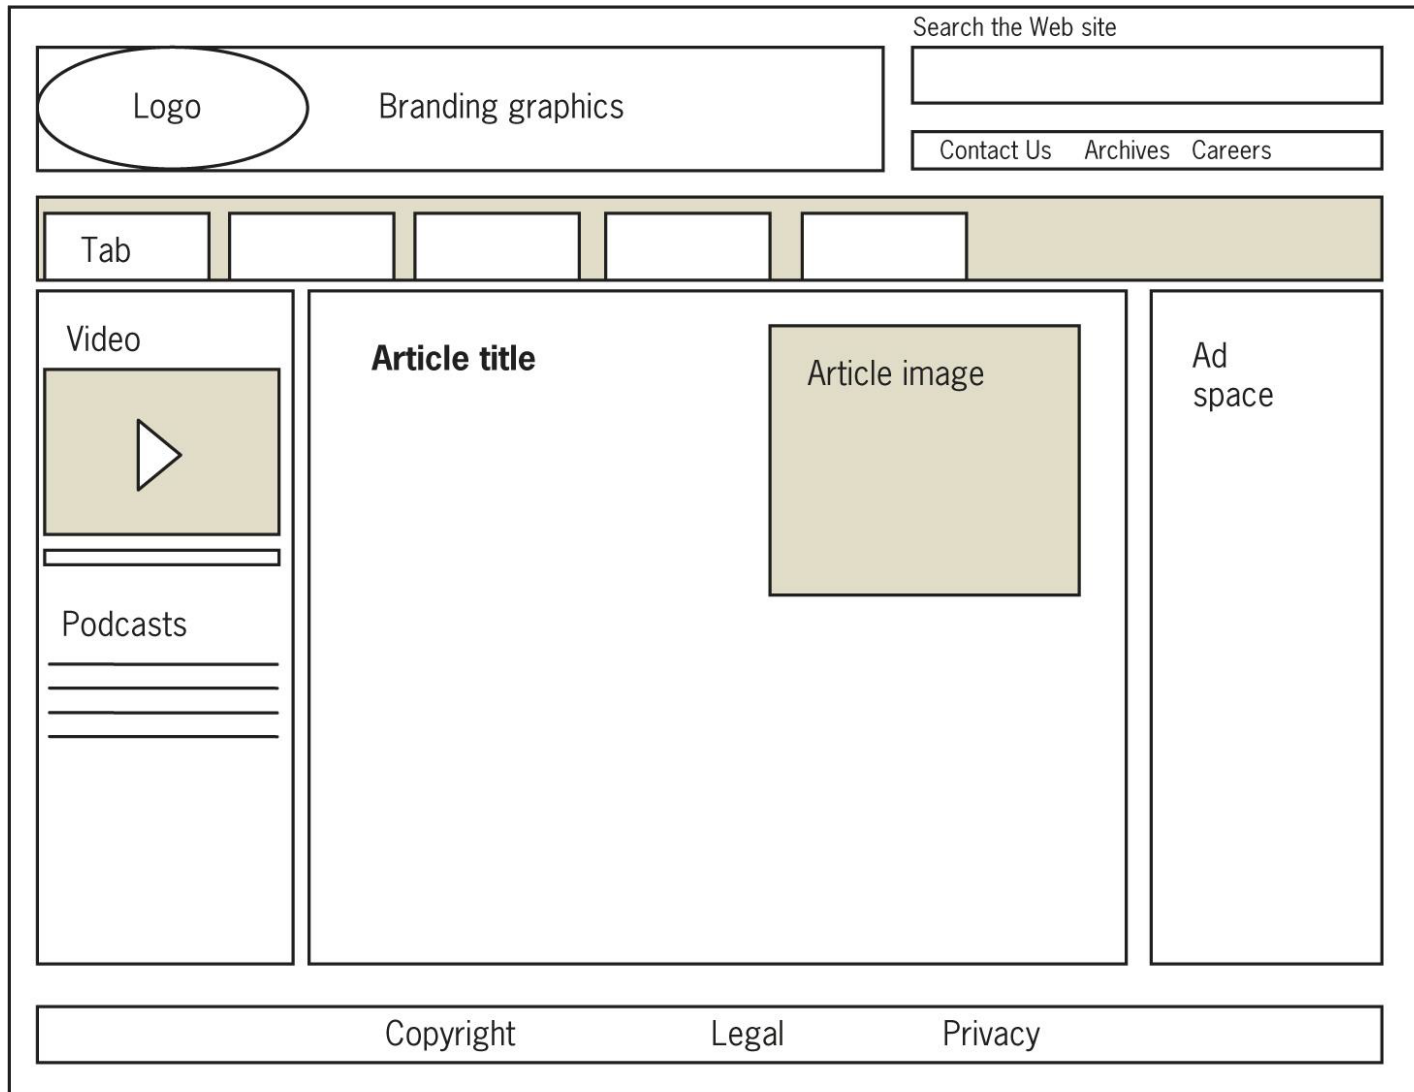 Search the Web site
Logo
Branding graphics
Contact Us
Archives
Careers
Tab
Video
Article title
Article image
Ad
space
Podcasts
Copyright
Legal
Privacy